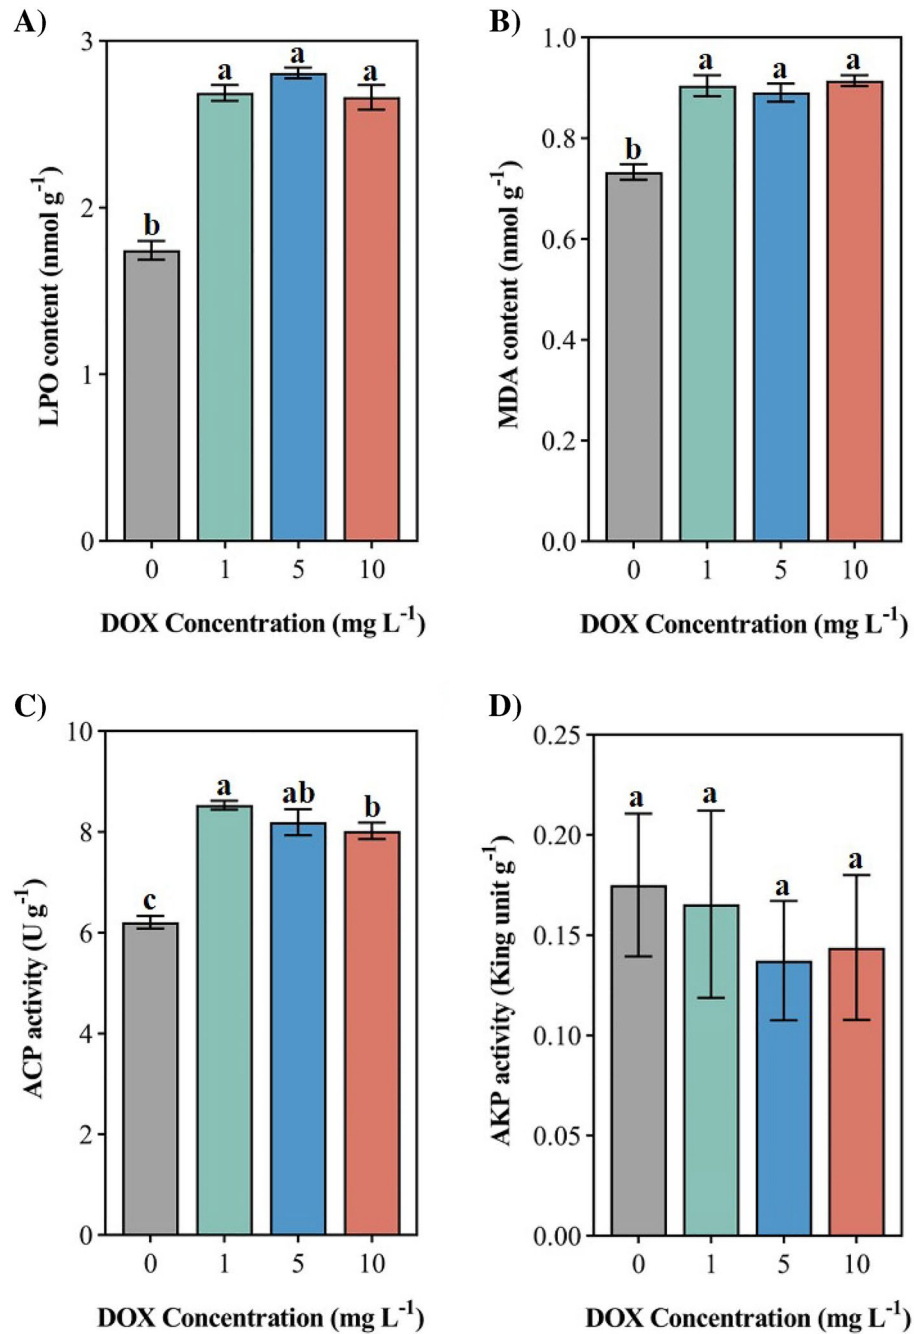 A)
LPO content (nmol g⁻¹)
3
2
1
0
b
a
a
a
0 1 5 10
DOX Concentration (mg L⁻¹)
B)
MDA content (nmol g⁻¹)
1.0
0.8
0.6
0.4
0.2
0.0
b
a
a
a
0 1 5 10
DOX Concentration (mg L⁻¹)
C)
ACP activity (U g⁻¹)
10
8
6
4
2
0
c
a
ab
b
0 1 5 10
DOX Concentration (mg L⁻¹)
D)
AKP activity (King unit g⁻¹)
0.25
0.20
0.15
0.10
0.05
0.00
a
a
a
a
0 1 5 10
DOX Concentration (mg L⁻¹)